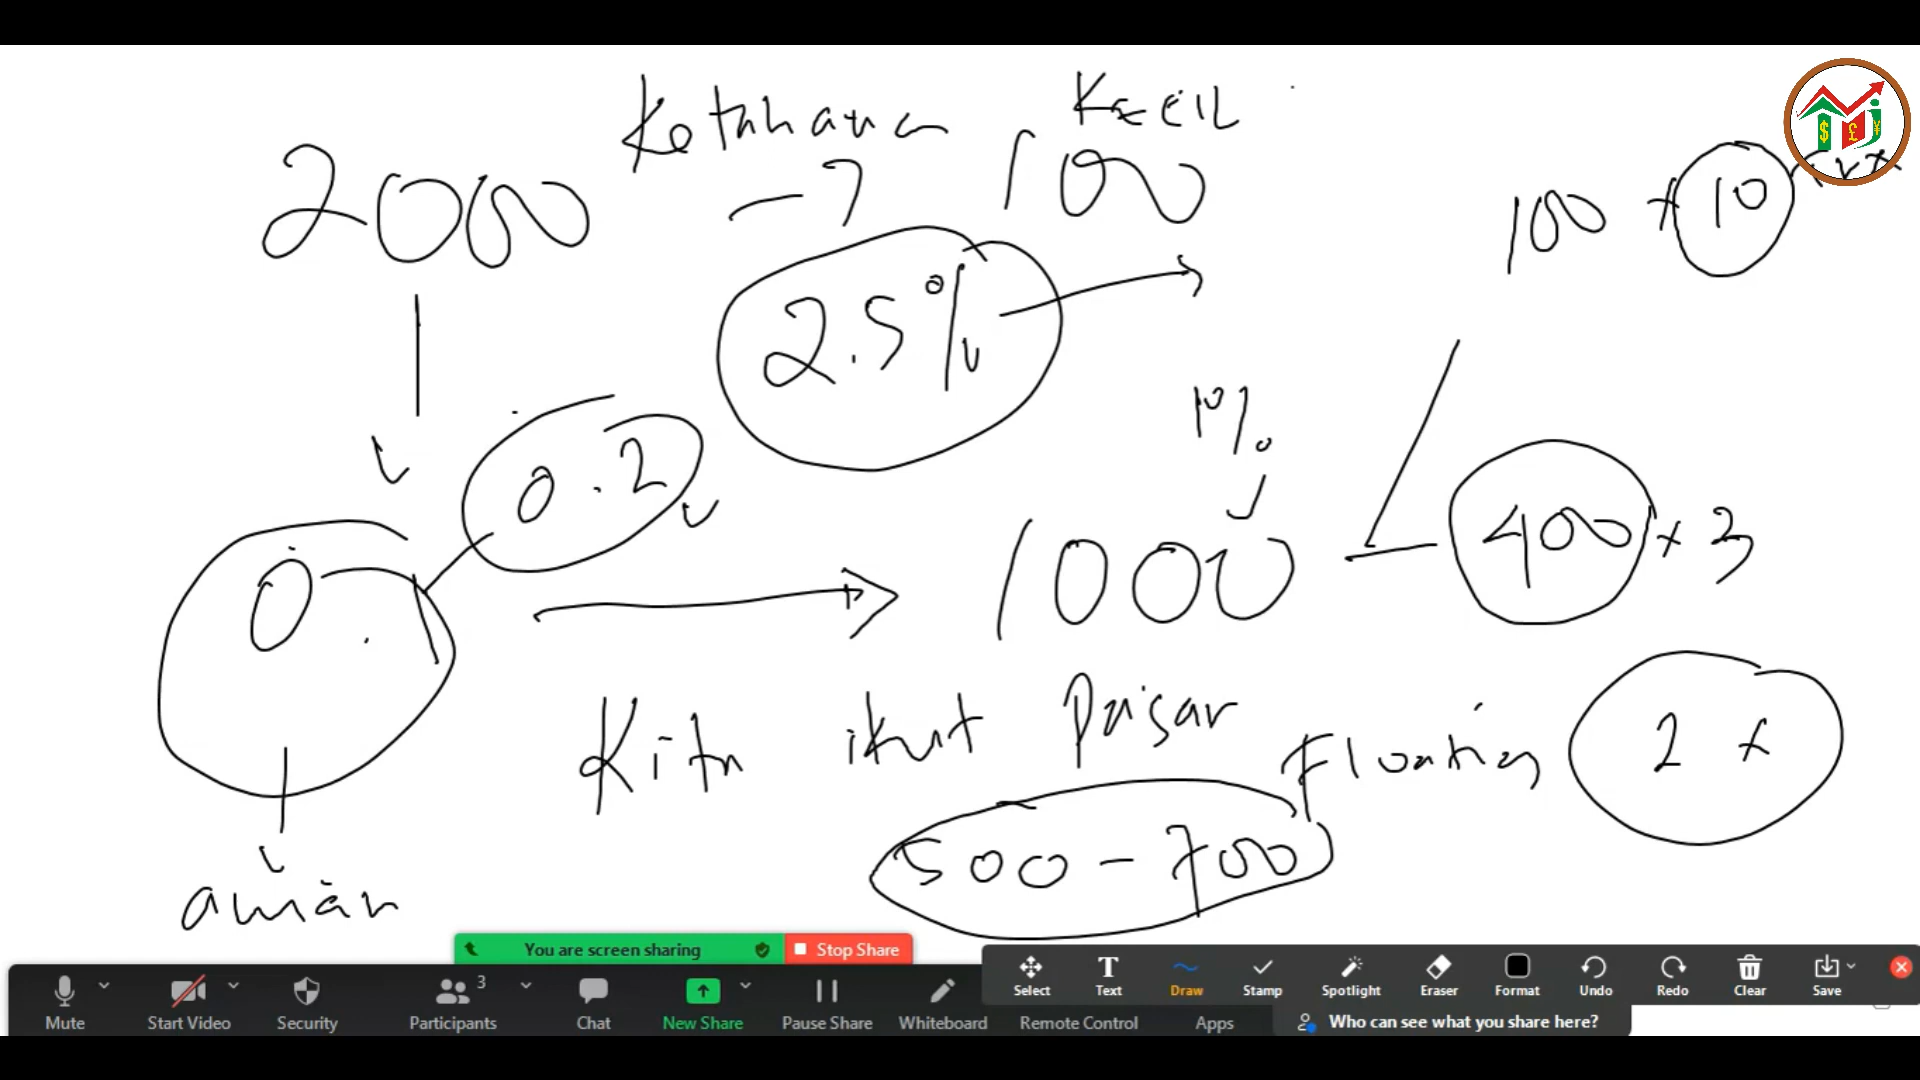 Ketahanan KECIL
2000 → 100
100 x 10
2.5%
10%
0.2
400 x 3
0.1
1000
Kita ikut Paisar
Floating 2 x
500 - 700
aman
You are screen sharing Stop Share
Select Text Draw Stamp Spotlight Eraser Format Undo Redo Clear Save
3
Mute Start Video Security Participants Chat New Share Pause Share Whiteboard Remote Control Apps
Who can see what you share here?